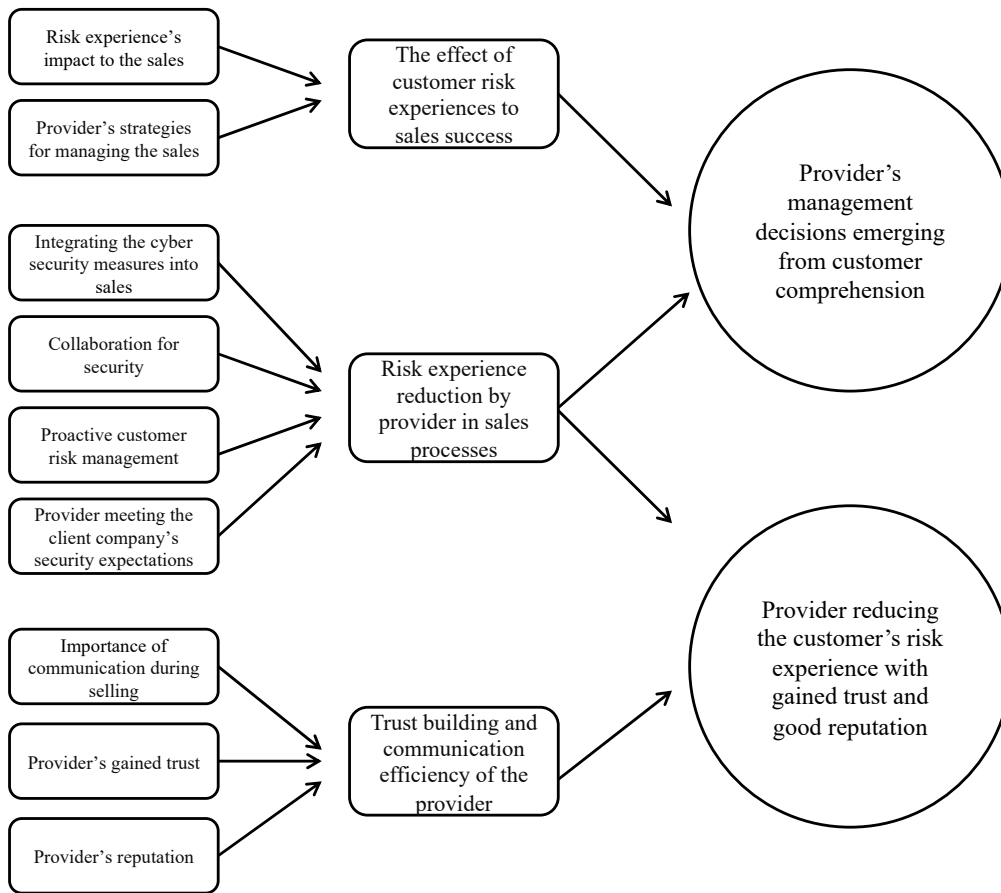 Risk experience’s
impact to the sales
Provider’s strategies
for managing the sales
The effect of
customer risk
experiences to
sales success
Provider’s
management
decisions emerging
from customer
comprehension
Integrating the cyber
security measures into
sales
Collaboration for
security
Proactive customer
risk management
Provider meeting the
client company’s
security expectations
Risk experience
reduction by
provider in sales
processes
Provider reducing
the customer’s risk
experience with
gained trust and
good reputation
Importance of
communication during
selling
Provider’s gained trust
Provider’s reputation
Trust building and
communication
efficiency of the
provider